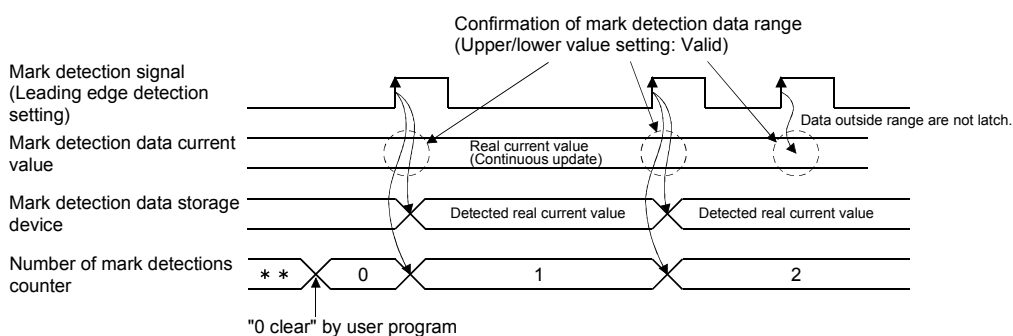 Confirmation of mark detection data range
(Upper/lower value setting: Valid)
Mark detection signal
(Leading edge detection
setting)
Data outside range are not latch.
Mark detection data current
value
Real current value
(Continuous update)
Mark detection data storage
device
Detected real current value
Detected real current value
Number of mark detections
counter
* *
0
1
2
"0 clear" by user program